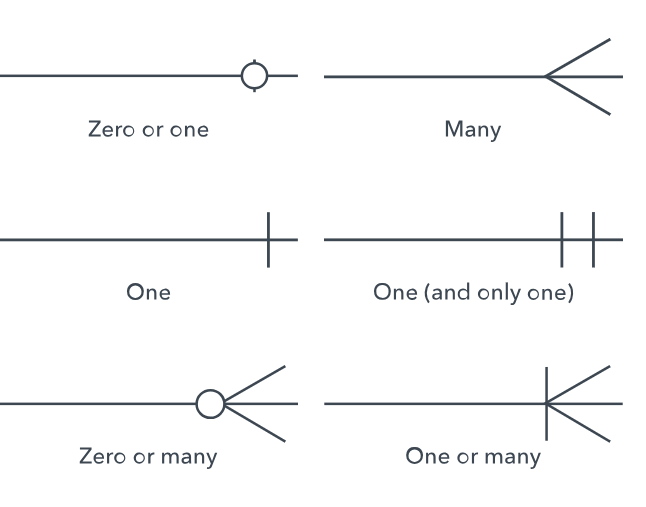 Zero or one
Many
One
One (and only one)
Zero or many
One or many